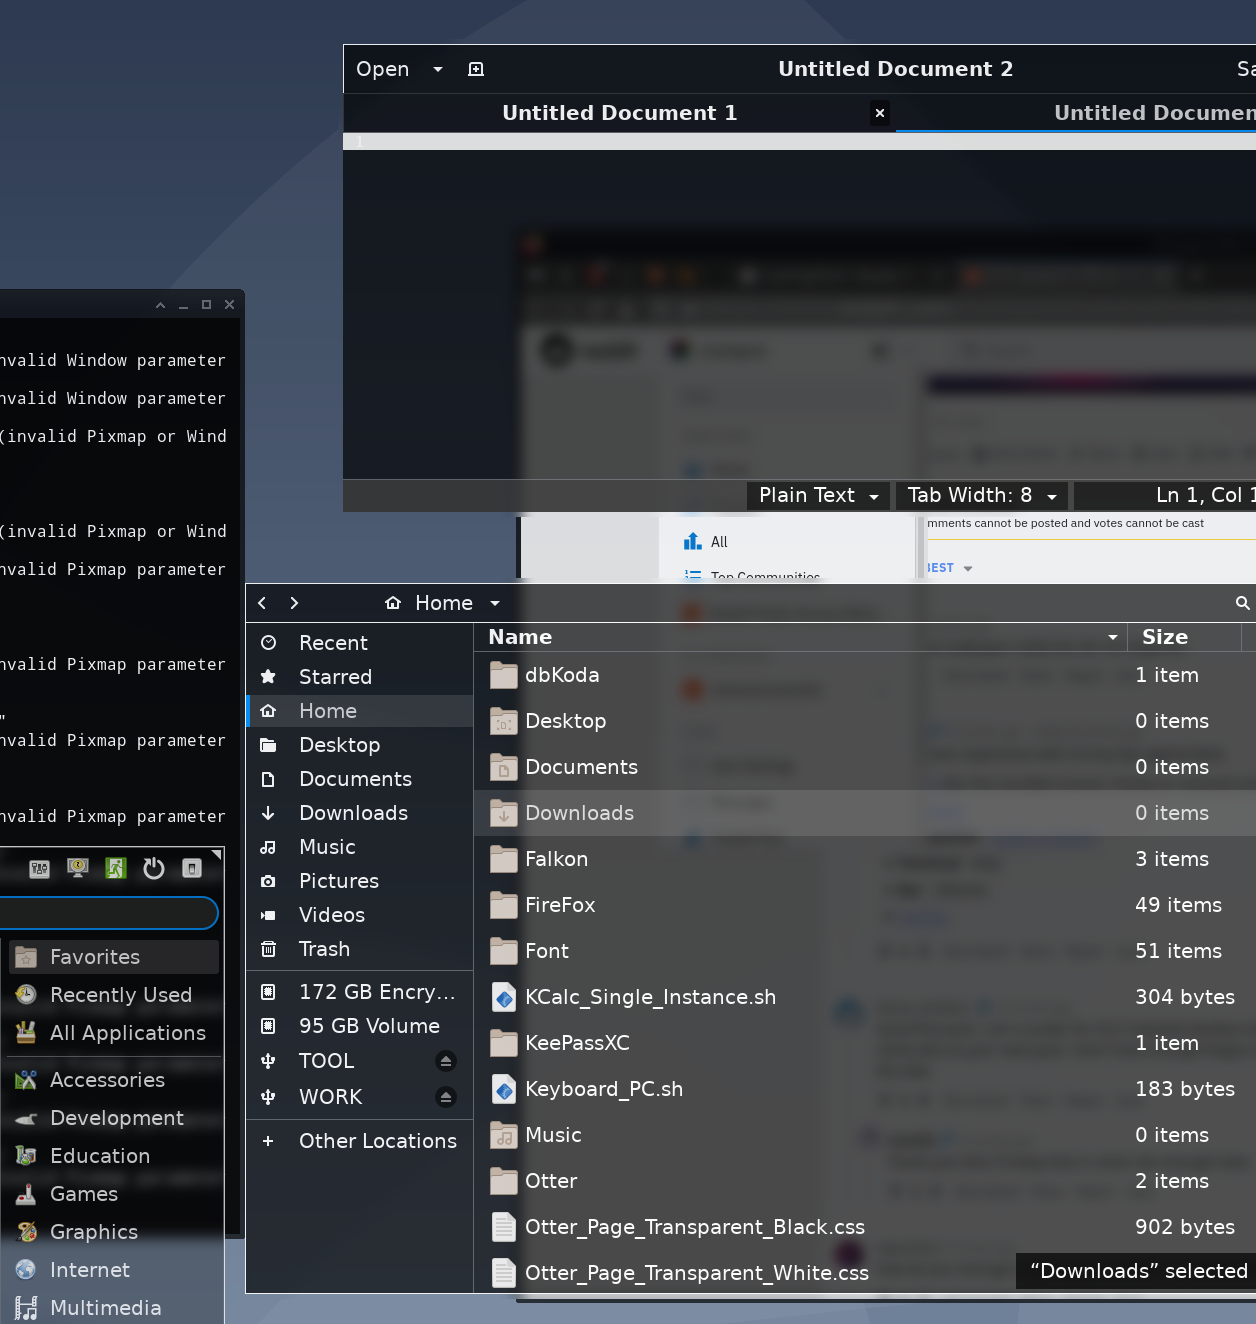 Open
Untitled Document 2
Sa
Untitled Document 1
Untitled Documen
1
Plain Text
Tab Width: 8
Ln 1, Col 1
nvalid Window parameter
nvalid Window parameter
(invalid Pixmap or Wind
(invalid Pixmap or Wind
nvalid Pixmap parameter
nvalid Pixmap parameter
"
nvalid Pixmap parameter
nvalid Pixmap parameter
All
Top Communities
mments cannot be posted and votes cannot be cast
BEST
Favorites
Recently Used
All Applications
Accessories
Development
Education
Games
Graphics
Internet
Multimedia
Home
Recent
Starred
Home
Desktop
Documents
Downloads
Music
Pictures
Videos
Trash
172 GB Encry...
95 GB Volume
TOOL
WORK
Other Locations
Name Size
dbKoda 1 item
Desktop 0 items
Documents 0 items
Downloads 0 items
Falkon 3 items
FireFox 49 items
Font 51 items
KCalc_Single_Instance.sh 304 bytes
KeePassXC 1 item
Keyboard_PC.sh 183 bytes
Music 0 items
Otter 2 items
Otter_Page_Transparent_Black.css 902 bytes
Otter_Page_Transparent_White.css
“Downloads” selected